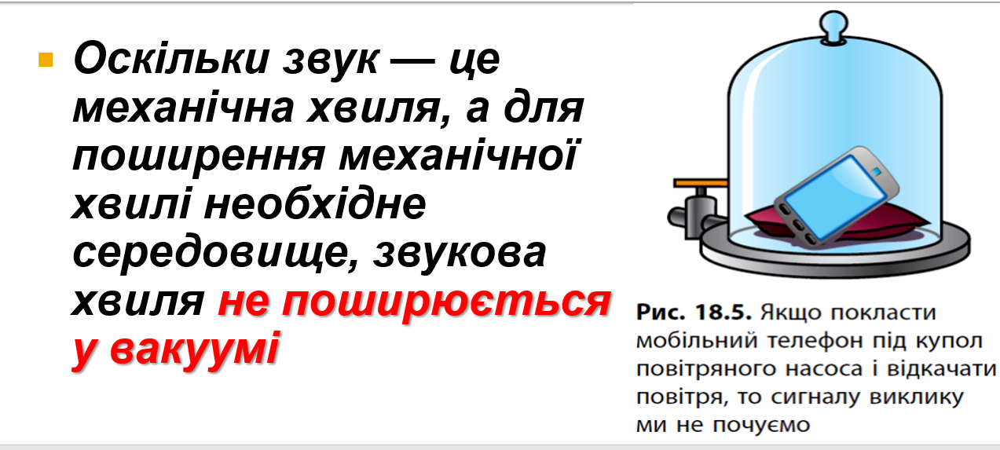 Оскільки звук — це
механічна хвиля, а для
поширення механічної
хвилі необхідне
середовище, звукова
хвиля не поширюється
у вакуумі
Рис. 18.5. Якщо покласти
мобільний телефон під купол
повітряного насоса і відкачати
повітря, то сигналу виклику
ми не почуємо